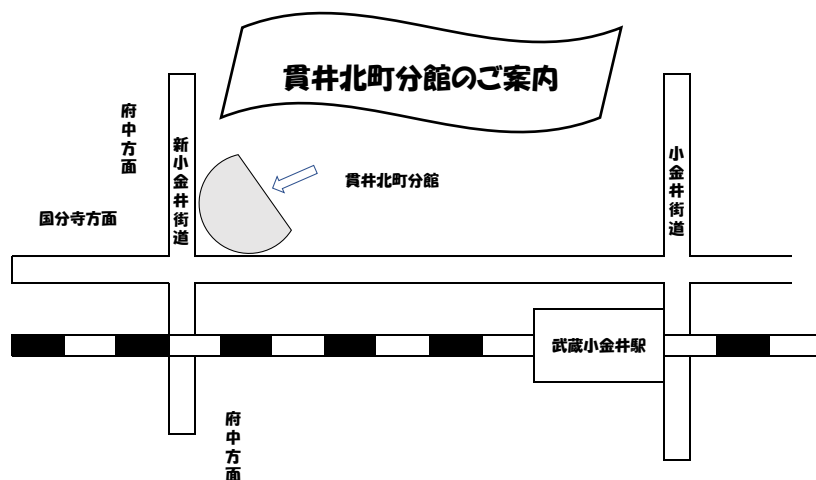 貫井北町分館のご案内
府中方面
新小金井街道
小金井街道
貫井北町分館
国分寺方面
武蔵小金井駅
府中方面